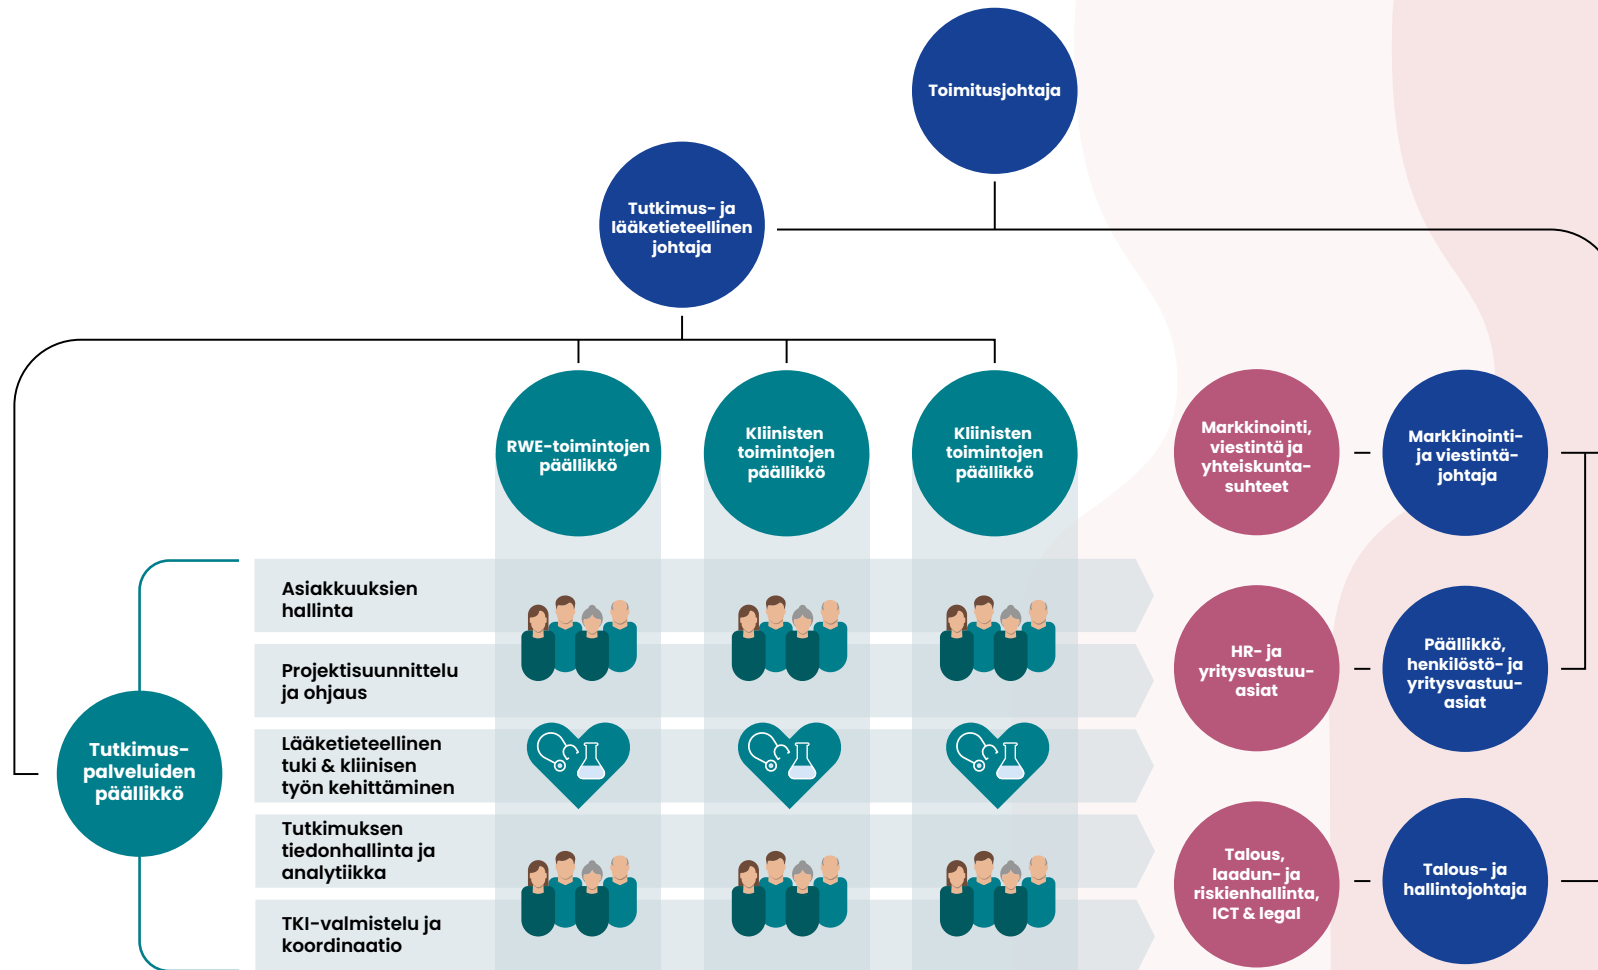 Toimitusjohtaja
Tutkimus- ja
lääketieteellinen
johtaja
RWE-toimintojen
päällikkö
Kliinisten
toimintojen
päällikkö
Kliinisten
toimintojen
päällikkö
Markkinointi,
viestintä ja
yhteiskunta-
suhteet
Markkinointi-
ja viestintä-
johtaja
Tutkimus-
palveluiden
päällikkö
Asiakkuuksien
hallinta
Projektisuunnittelu
ja ohjaus
Lääketieteellinen
tuki & kliinisen
työn kehittäminen
Tutkimuksen
tiedonhallinta ja
analytiikka
TKI-valmistelu ja
koordinaatio
HR- ja
yritysvastuu-
asiat
Päällikkö,
henkilöstö- ja
yritysvastuu-
asiat
Talous,
laadun- ja
riskienhallinta,
ICT & legal
Talous- ja
hallintojohtaja